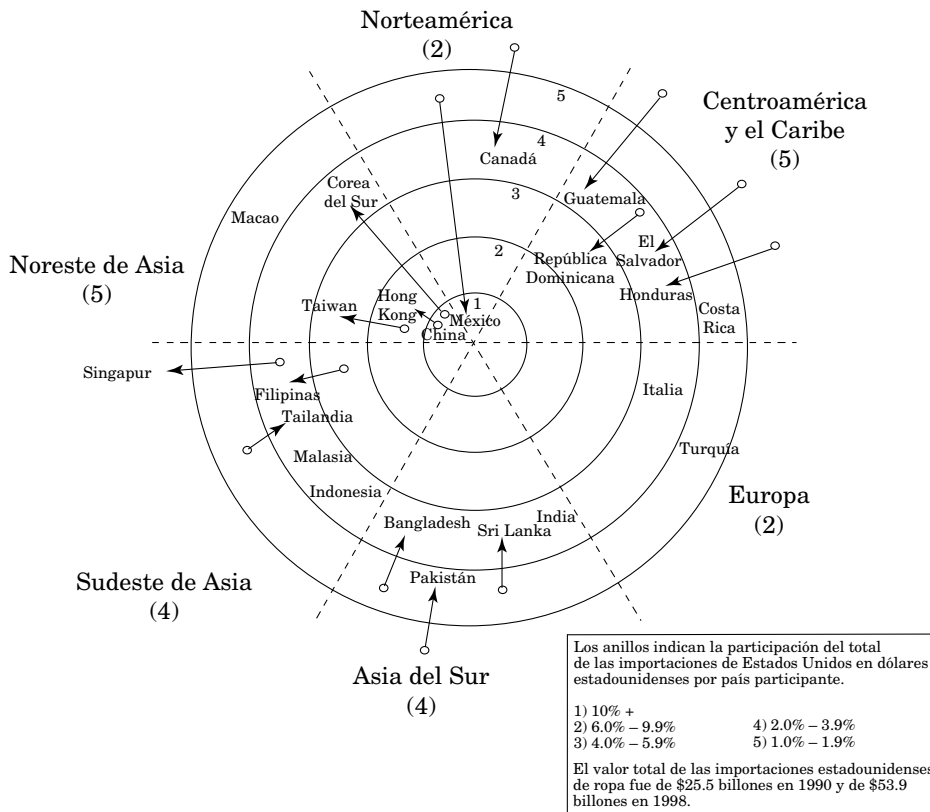 Norteamérica
(2)
5
Centroamérica
y el Caribe
(5)
4
Canadá
Corea
del Sur
3
Guatemala
Macao
El
Salvador
2
República
Dominicana
Noreste de Asia
(5)
Honduras
Hong
Kong
1
Taiwan
México
Costa
Rica
China
Singapur
Filipinas
Italia
Tailandia
Turquía
Malasia
Indonesia
Europa
(2)
Bangladesh
India
Sri Lanka
Pakistán
Sudeste de Asia
(4)
Asia del Sur
(4)
Los anillos indican la participación del total
de las importaciones de Estados Unidos en dólares
estadounidenses por país participante.
1) 10% +
2) 6.0% – 9.9% 4) 2.0% – 3.9%
3) 4.0% – 5.9% 5) 1.0% – 1.9%
El valor total de las importaciones estadounidenses
de ropa fue de $25.5 billones en 1990 y de $53.9
billones en 1998.